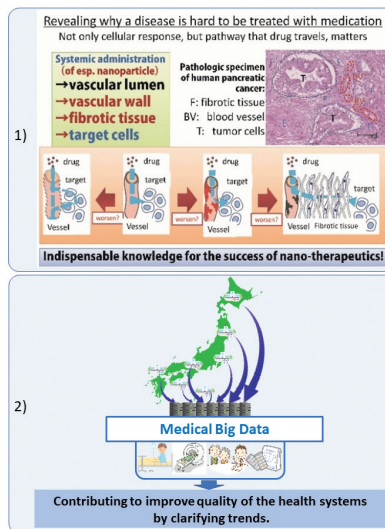 1)
Revealing why a disease is hard to be treated with medication
Not only cellular response, but pathway that drug travels, matters
Systemic administration
(of esp. nanoparticle)
→vascular lumen
→vascular wall
→fibrotic tissue
→target cells
Pathologic specimen
of human pancreatic
cancer:
F: fibrotic tissue
BV: blood vessel
T: tumor cells
T
T
drug
target
Vessel
worsen?
drug
target
Vessel
worsen?
drug
target
Vessel
worsen?
drug
target
Vessel
Fibrotic tissue
Indispensable knowledge for the success of nano-therapeutics!
2)
Medical Big Data
Contributing to improve quality of the health systems
by clarifying trends.